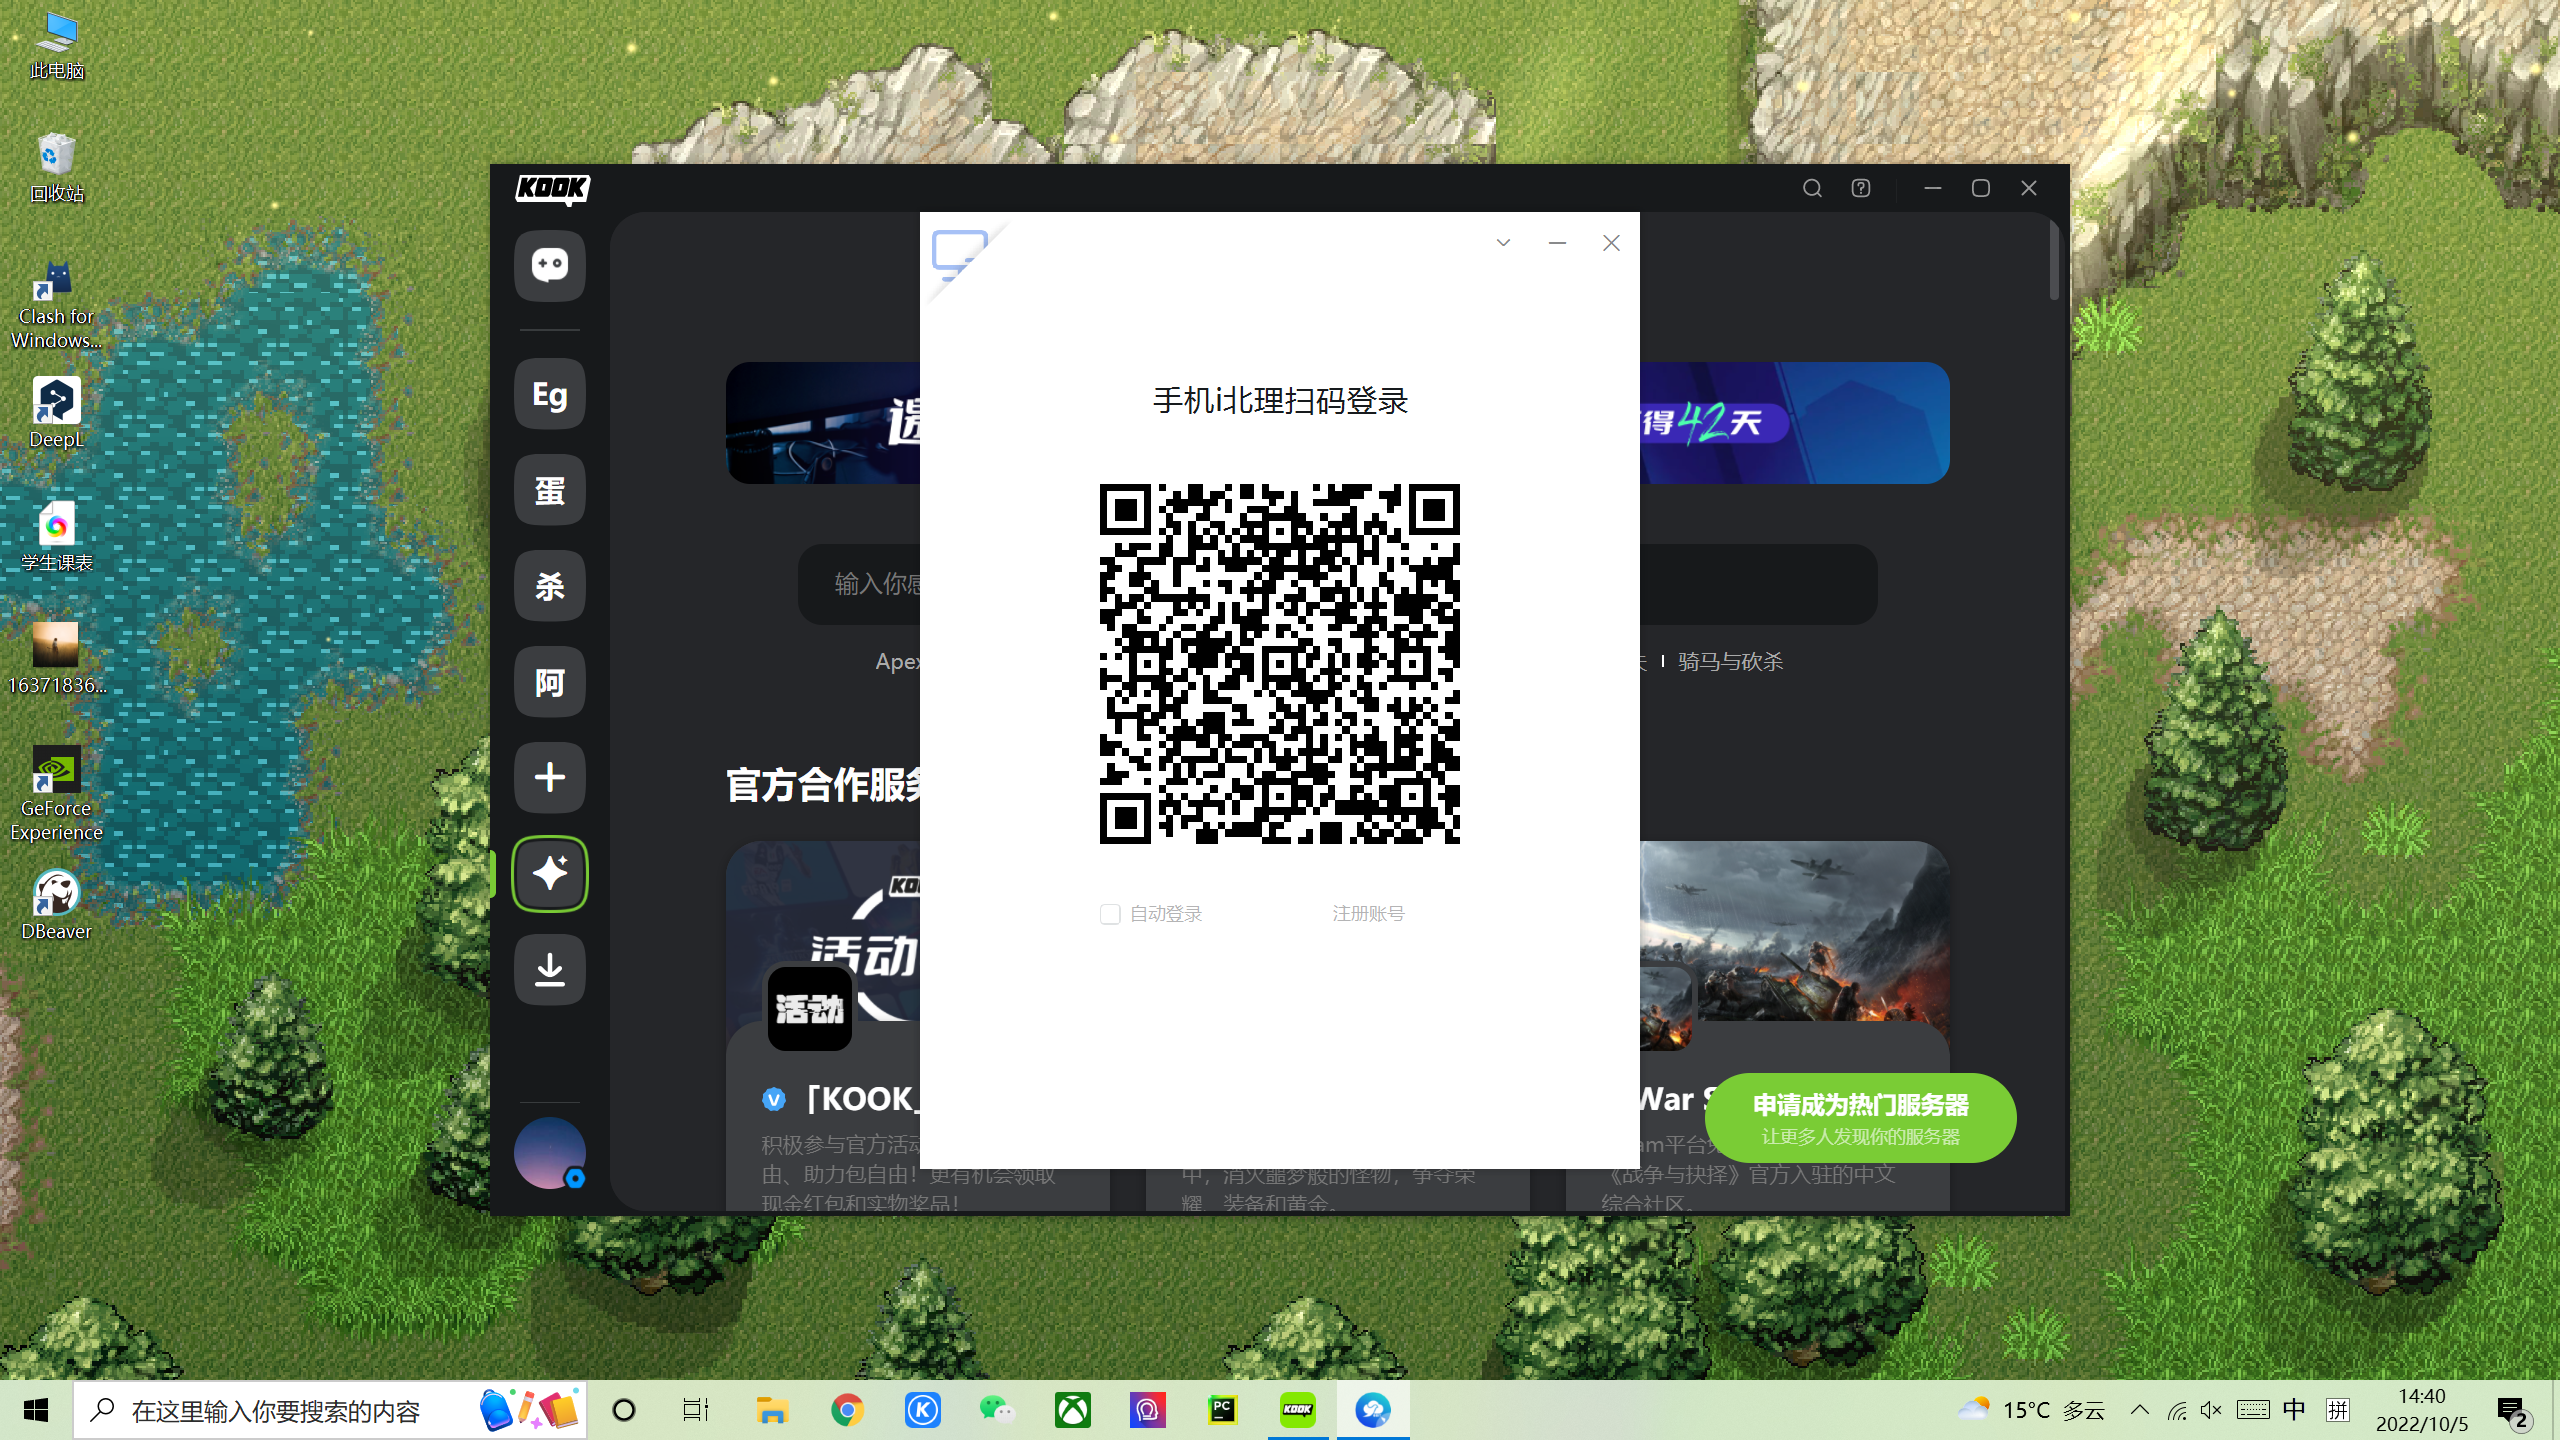 此电脑
回收站
Clash for
Windows...
DeepL
学生课表
16371836...
GeForce
Experience
DBeaver
KOOK
Eg
蛋
杀
阿
得42天
输入你感
Apex
骑马与砍杀
官方合作服务
KOOK
活动
活动
「KOOK」
积极参与官方活动
由、助力包自由！更有机会领取
现金红包和实物奖品！
中，消灭噩梦般的怪物，争夺荣
耀、装备和黄金。
War S
am平台
《战争与抉择》官方入驻的中文
综合社区。
申请成为热门服务器
让更多人发现你的服务器
手机i北理扫码登录
自动登录
注册账号
在这里输入你要搜索的内容
PC
KOOK
15°C 多云
中
拼
14:40
2022/10/5
2